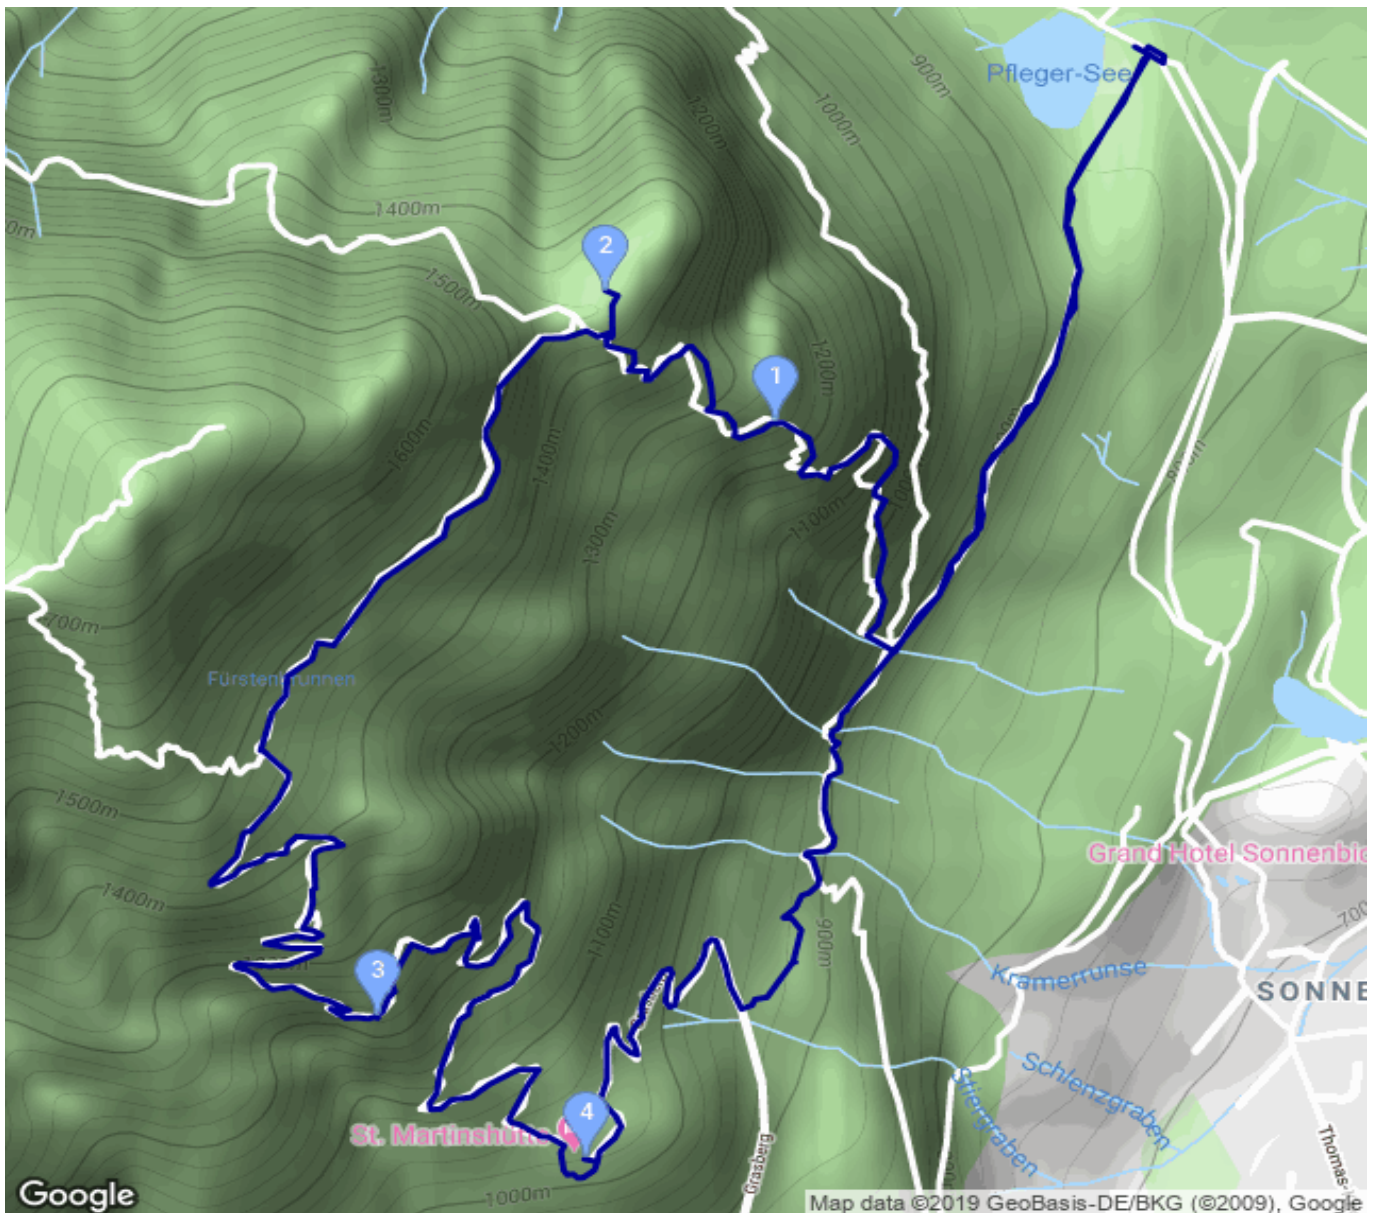 Pfleger-See
900m
1300m
1000m
1200m
1400m
2
1500m
1
1200m
1600m
1400m
800m
1100m
1300m
700m
Fürstenbrunnen
1200m
1500m
Grand Hotel Sonnenbic
1400m
1100m
900m
700
3
Kramerrunse
SONNE
Schlenzgraben
Stiergraben
4
St. Martinshütte
Grasberg
Thomas-K
1000m
Google
Map data ©2019 GeoBasis-DE/BKG (©2009), Google